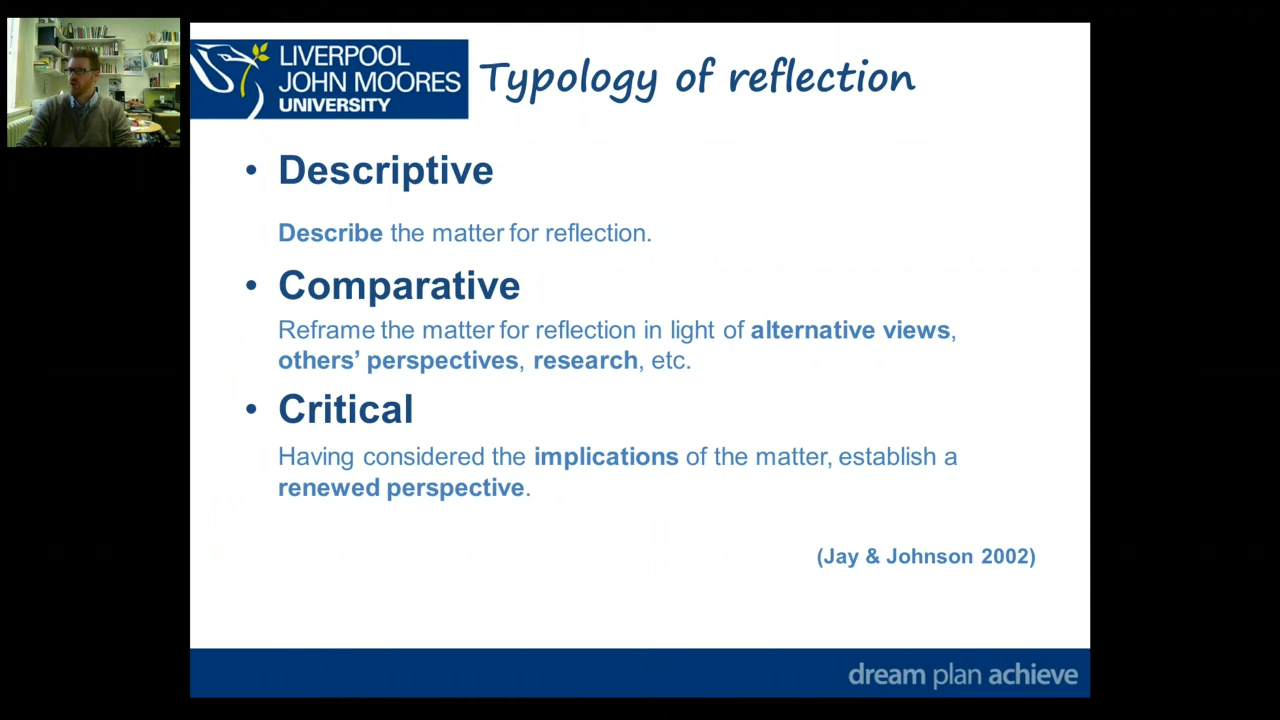 LIVERPOOL
JOHN MOORES
UNIVERSITY
Typology of reflection
• Descriptive
Describe the matter for reflection.
• Comparative
Reframe the matter for reflection in light of alternative views,
others’ perspectives, research, etc.
• Critical
Having considered the implications of the matter, establish a
renewed perspective.
(Jay & Johnson 2002)
dream plan achieve